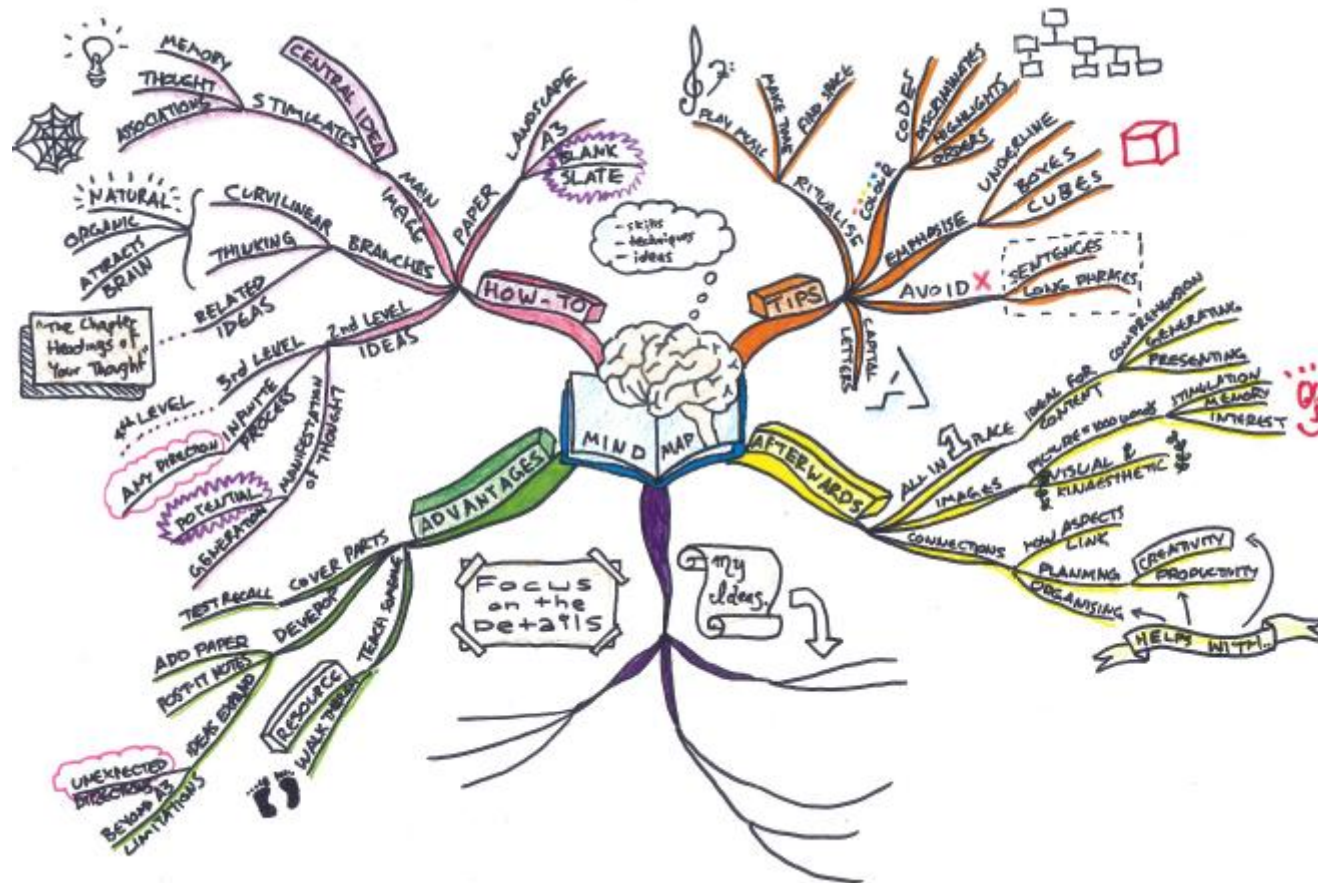 MIND MAP
- skills
- techniques
- ideas
HOW-TO
PAPER
LANDSCAPE
A3
BLANK
SLATE
MAIN
IMAGE
CENTRAL IDEA
STIMULATES
MEMORY
THOUGHT
ASSOCIATIONS
BRANCHES
CURVILINEAR
NATURAL
ORGANIC
ATTRACTS
BRAIN
THINKING
RELATED
IDEAS
"The Chapter
Headings of
Your Thought"
2nd LEVEL
IDEAS
3rd LEVEL
LEVEL
INFINITE
PROCESS
ANY DIRECTION
MANIFESTATION
OF THOUGHT
POTENTIAL
GENERATION
TIPS
RITUALISE
PLAY MUSIC
MAKE TIME
FIND SPACE
COLOUR
CODES
DISCRIMINATES
HIGHLIGHTS
ORDERS
EMPHASISE
UNDERLINE
BOXES
CUBES
AVOID
SENTENCES
LONG PHRASES
CAPITAL
LETTERS
AFTERWARDS
ALL IN 1 PLACE
IDEAL FOR
CONTENT
COMPREHENSION
GENERATING
PRESENTING
IMAGES
PICTURE = 1000 WORDS
STIMULATION
MEMORY
INTEREST
VISUAL &
KINAESTHETIC
CONNECTIONS
HOW ASPECTS
LINK
PLANNING
CREATIVITY
PRODUCTIVITY
ORGANISING
HELPS WITH..
ADVANTAGES
COVER PARTS
TEST RECALL
DEVELOP
ADD PAPER
POST-IT NOTES
IDEAS EXPAND
UNEXPECTED
DIRECTIONS
BEYOND A3
LIMITATIONS
TEACH SOMEONE
RESOURCE
WALK THEM
Focus
on the
Details
My
Ideas.